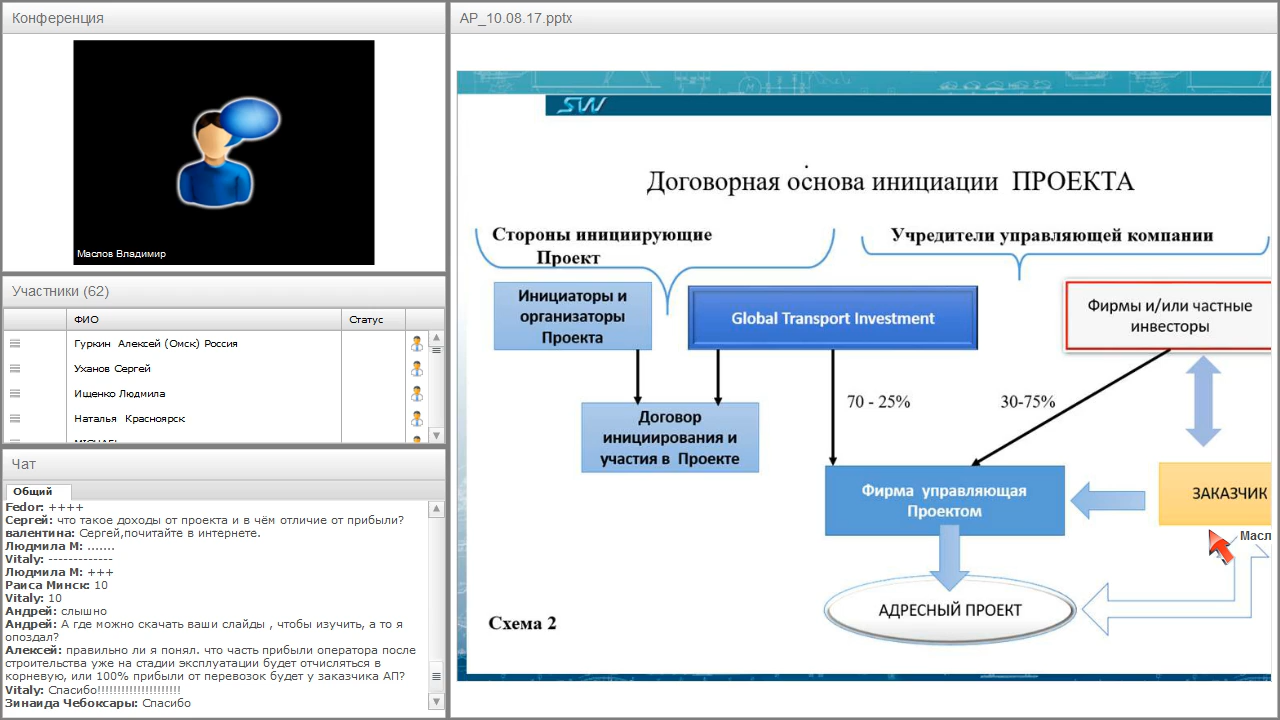 Конференция
Маслов Владимир
Участники (62)
ФИО
Статус
Гуркин Алексей (Омск) Россия
Уханов Сергей
Ищенко Людмила
Наталья Красноярск
Чат
Общий
Fedor: ++++
Сергей: что такое доходы от проекта и в чём отличие от прибыли?
валентина: Сергей,почитайте в интернете.
Людмила М: .......
Vitaly: -------------
Людмила М: +++
Раиса Минск: 10
Vitaly: 10
Андрей: слышно
Андрей: А где можно скачать ваши слайды , чтобы изучить, а то я
опоздал?
Алексей: правильно ли я понял. что часть прибыли оператора после
строительства уже на стадии эксплуатации будет отчисляться в
корневую, или 100% прибыли от перевозок будет у заказчика АП?
Vitaly: Спасибо!!!!!!!!!!!!!!!!!!!!!
Зинаида Чебоксары: Спасибо
AP_10.08.17.pptx
SW
Договорная основа инициации ПРОЕКТА
Стороны инициирующие
Проект
Учредители управляющей компании
Инициаторы и
организаторы
Проекта
Global Transport Investment
Фирмы и/или частные
инвесторы
70 - 25%
30-75%
Договор
инициирования и
участия в Проекте
Фирма управляющая
Проектом
ЗАКАЗЧИК
Масл
АДРЕСНЫЙ ПРОЕКТ
Схема 2